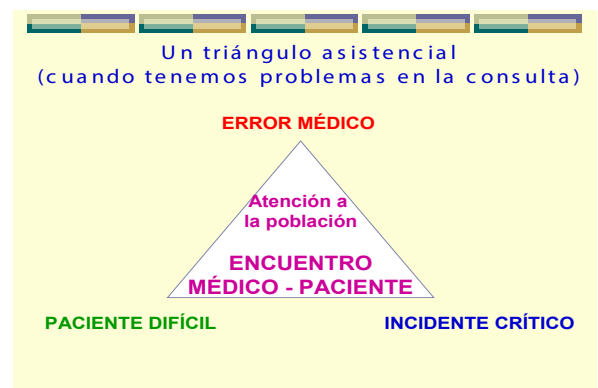 Un triángulo asistencial
(cuando tenemos problemas en la consulta)
ERROR MÉDICO
Atención a
la población
ENCUENTRO
MÉDICO - PACIENTE
PACIENTE DIFÍCIL
INCIDENTE CRÍTICO